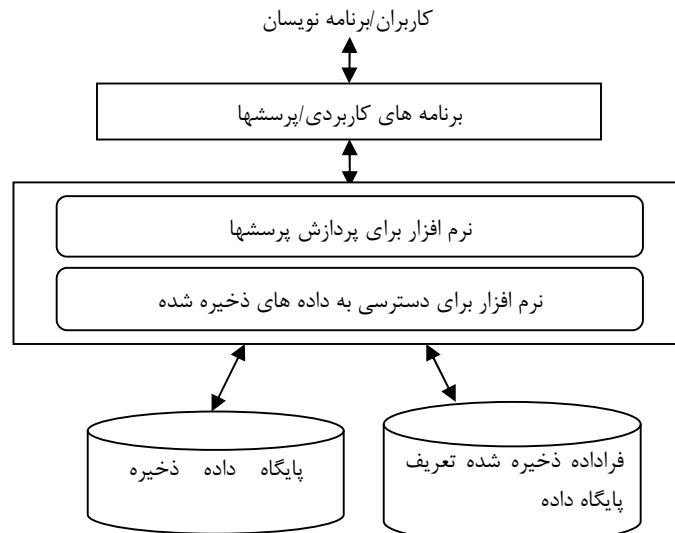 کاربران/برنامه نویسان
برنامه های کاربردی/پرسشها
نرم افزار برای پردازش پرسشها
نرم افزار برای دسترسی به داده های ذخیره شده
پایگاه داده ذخیره
فراداده ذخیره شده تعریف
پایگاه داده